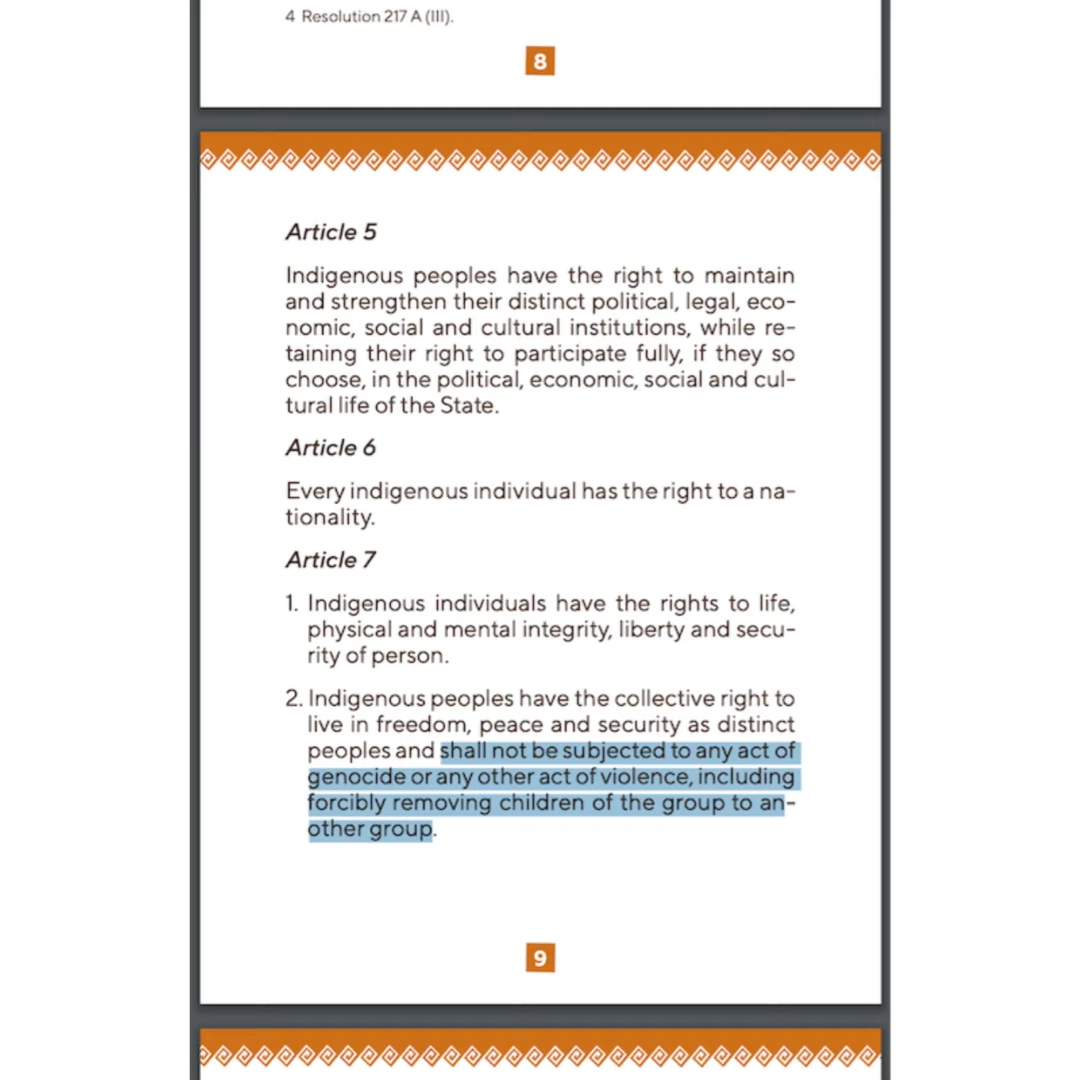 4 Resolution 217 A (III).
8
Article 5
Indigenous peoples have the right to maintain
and strengthen their distinct political, legal, eco-
nomic, social and cultural institutions, while re-
taining their right to participate fully, if they so
choose, in the political, economic, social and cul-
tural life of the State.
Article 6
Every indigenous individual has the right to a na-
tionality.
Article 7
1. Indigenous individuals have the rights to life,
physical and mental integrity, liberty and secu-
rity of person.
2. Indigenous peoples have the collective right to
live in freedom, peace and security as distinct
peoples and shall not be subjected to any act of
genocide or any other act of violence, including
forcibly removing children of the group to an-
other group.
9